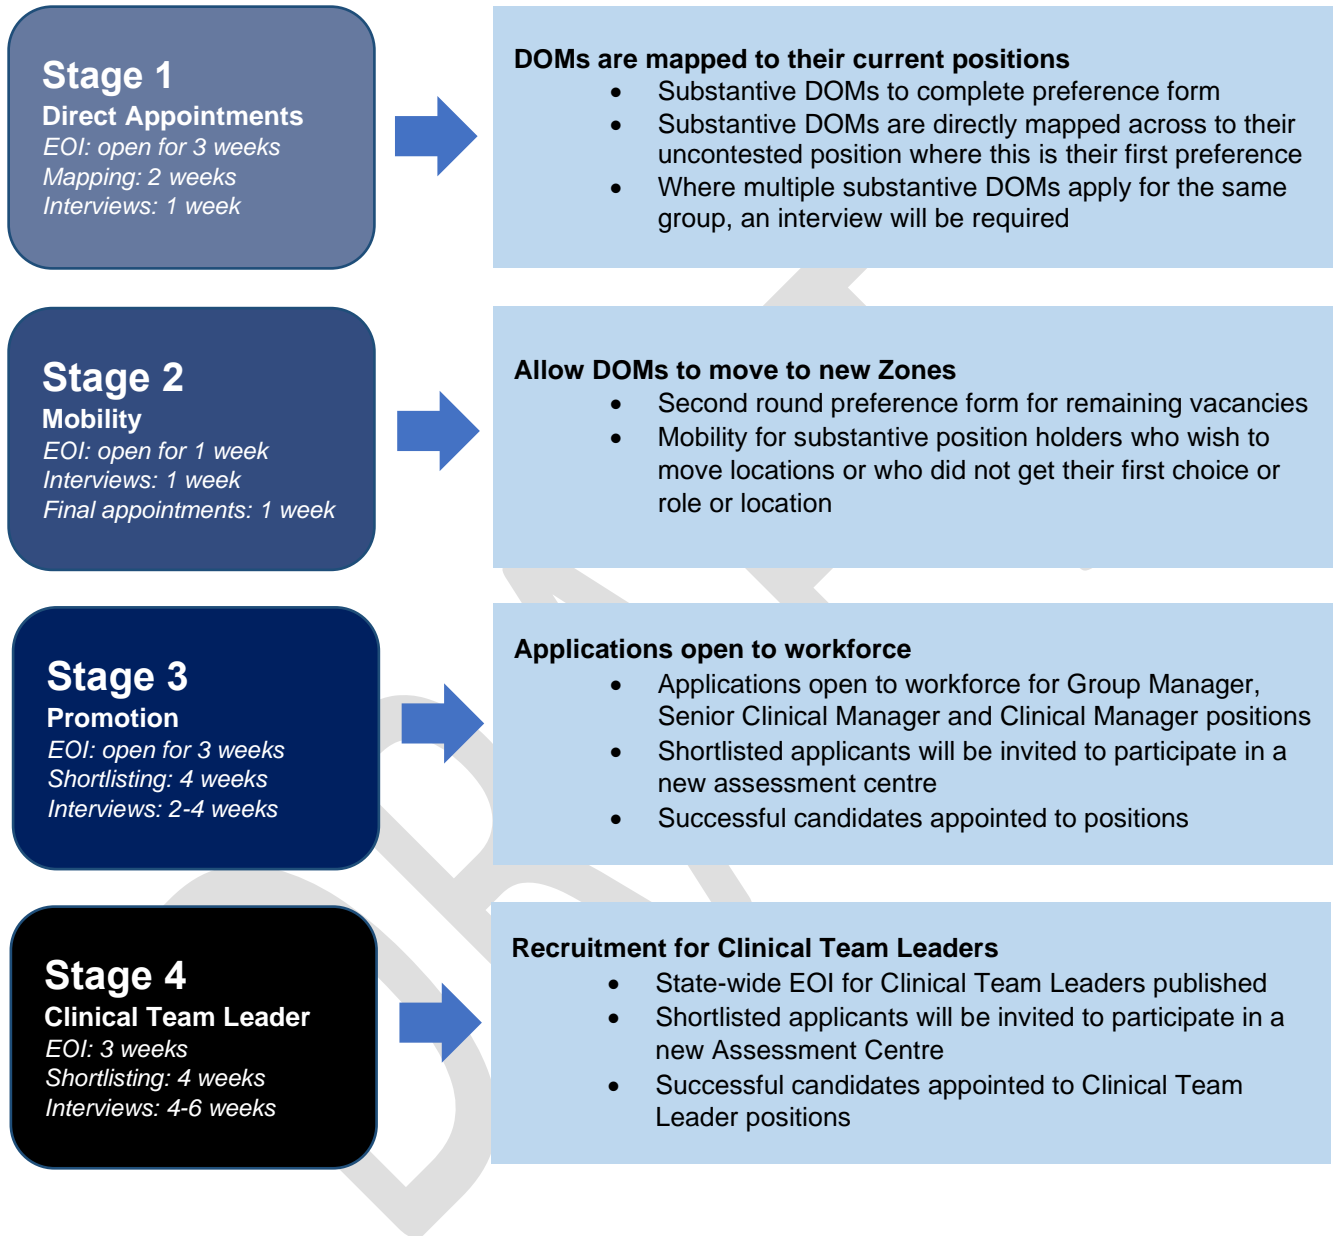 Stage 1
Direct Appointments
EOI: open for 3 weeks
Mapping: 2 weeks
Interviews: 1 week
DOMs are mapped to their current positions
• Substantive DOMs to complete preference form
• Substantive DOMs are directly mapped across to their
uncontested position where this is their first preference
• Where multiple substantive DOMs apply for the same
group, an interview will be required
Stage 2
Mobility
EOI: open for 1 week
Interviews: 1 week
Final appointments: 1 week
Allow DOMs to move to new Zones
• Second round preference form for remaining vacancies
• Mobility for substantive position holders who wish to
move locations or who did not get their first choice or
role or location
Stage 3
Promotion
EOI: open for 3 weeks
Shortlisting: 4 weeks
Interviews: 2-4 weeks
Applications open to workforce
• Applications open to workforce for Group Manager,
Senior Clinical Manager and Clinical Manager positions
• Shortlisted applicants will be invited to participate in a
new assessment centre
• Successful candidates appointed to positions
Stage 4
Clinical Team Leader
EOI: 3 weeks
Shortlisting: 4 weeks
Interviews: 4-6 weeks
Recruitment for Clinical Team Leaders
• State-wide EOI for Clinical Team Leaders published
• Shortlisted applicants will be invited to participate in a
new Assessment Centre
• Successful candidates appointed to Clinical Team
Leader positions